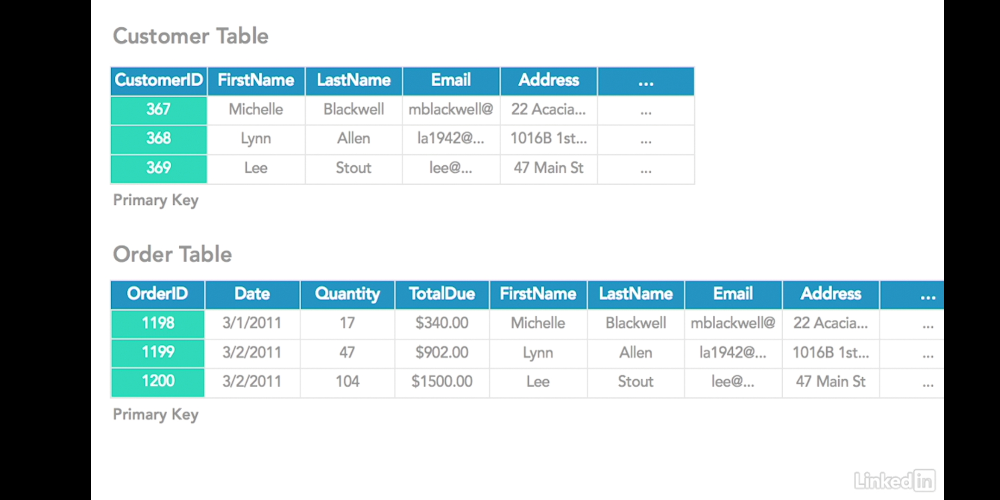 Customer Table
CustomerID FirstName LastName Email Address ...
367 Michelle Blackwell mblackwell@ 22 Acacia... ...
368 Lynn Allen la1942@... 1016B 1st... ...
369 Lee Stout lee@... 47 Main St ...
Primary Key
Order Table
OrderID Date Quantity TotalDue FirstName LastName Email Address ...
1198 3/1/2011 17 $340.00 Michelle Blackwell mblackwell@ 22 Acacia... ...
1199 3/2/2011 47 $902.00 Lynn Allen la1942@... 1016B 1st... ...
1200 3/2/2011 104 $1500.00 Lee Stout lee@... 47 Main St ...
Primary Key
Linked in